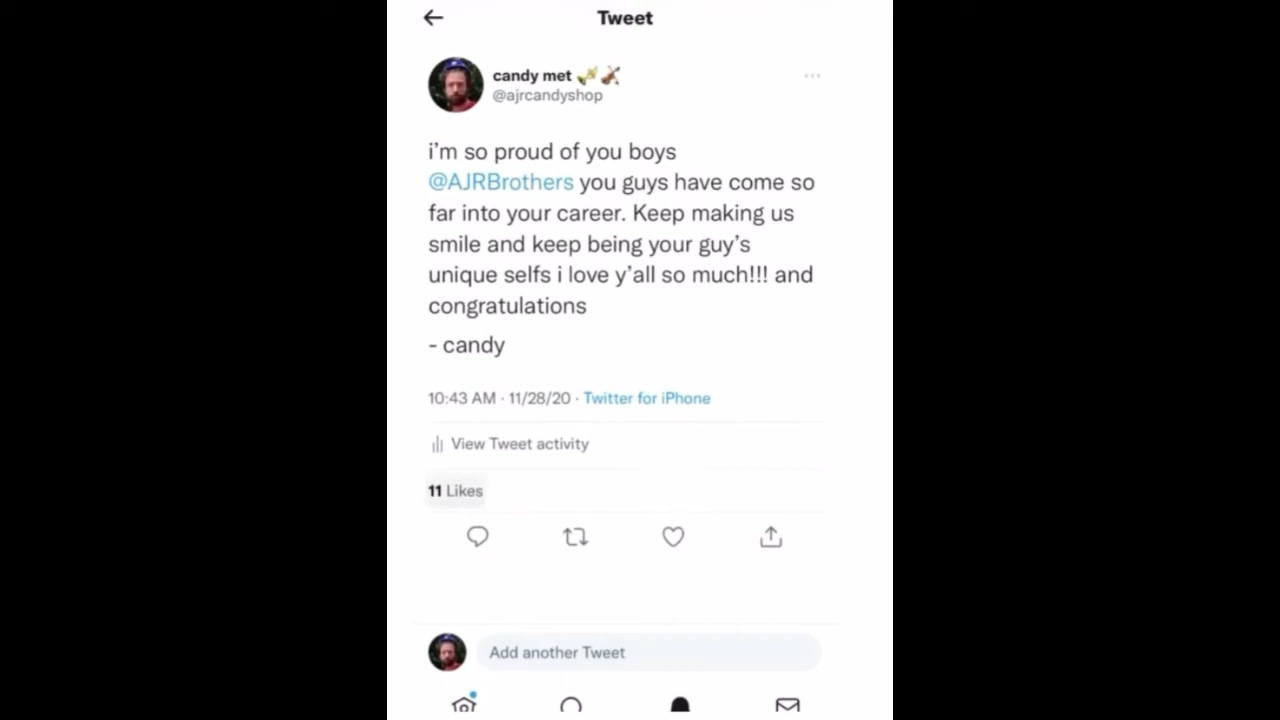 Tweet
candy met 🎺🎻
@ajrcandyshop
i’m so proud of you boys
@AJRBrothers you guys have come so
far into your career. Keep making us
smile and keep being your guy’s
unique selfs i love y’all so much!!! and
congratulations
- candy
10:43 AM · 11/28/20 · Twitter for iPhone
View Tweet activity
11 Likes
Add another Tweet